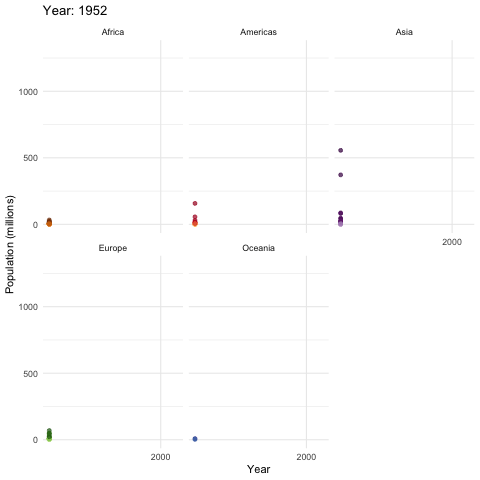 Year: 1952
Africa
Americas
Asia
1000
500
0
2000
Population (millions)
Europe
Oceania
1000
500
0
2000
2000
Year